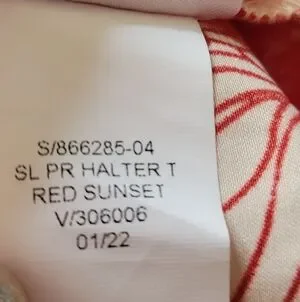 S/866285-04
SL PR HALTER T
RED SUNSET
V/306006
01/22